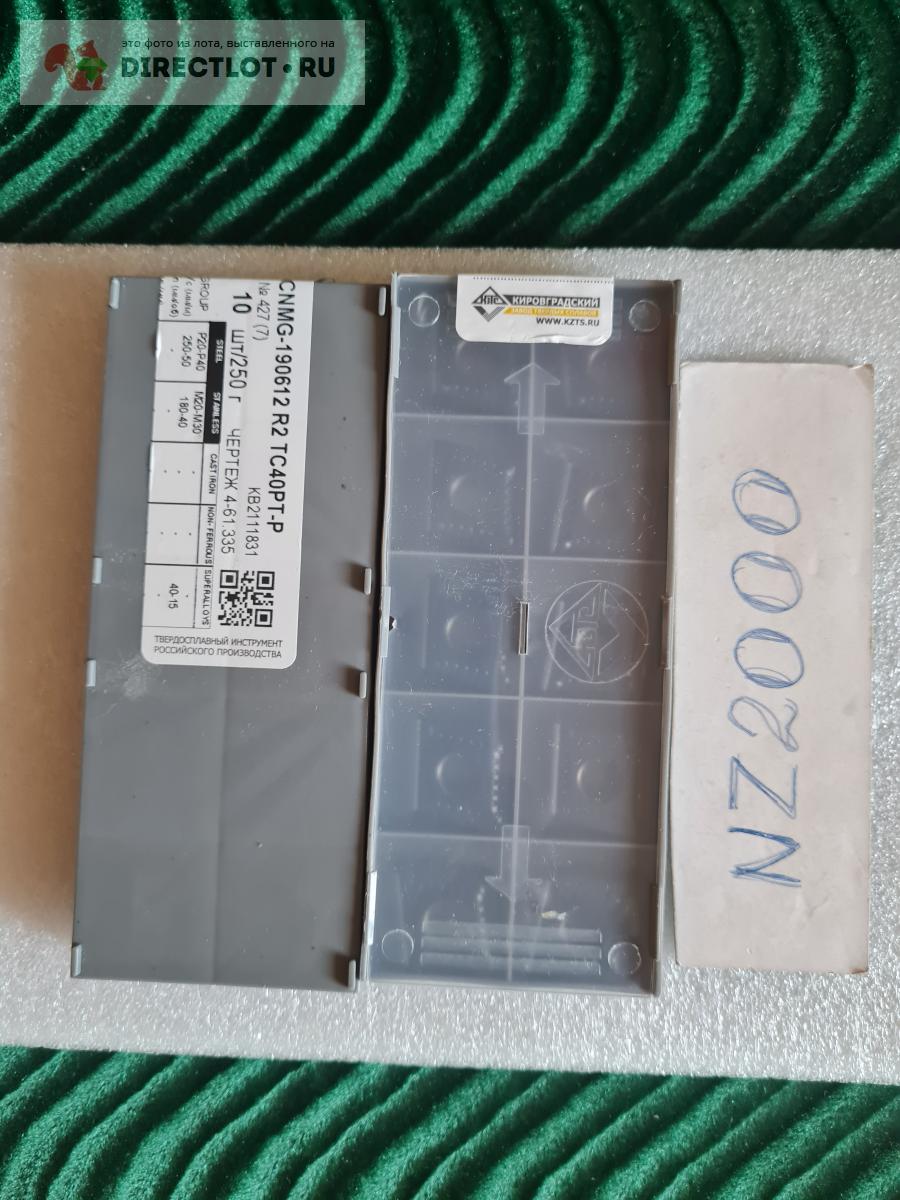 это фото из лота, выставленного на
DIRECTLOT • RU
CNMG-190612 R2 TC40PT-P
№ 427 (7) KB2111831
10 шт/250 г ЧЕРТЕЖ 4-61.335
GROUP STEEL STAINLESS CAST IRON NON- FERROUS SUPERALLOYS
P20-P40 M20-M30 - - -
250-50 180-40 - - 40-15
ТВЕРДОСПЛАВНЫЙ ИНСТРУМЕНТ
РОССИЙСКОГО ПРОИЗВОДСТВА
КИРОВГРАДСКИЙ
ЗАВОД ТВЕРДЫХ СПЛАВОВ
WWW.KZTS.RU
NZ2000